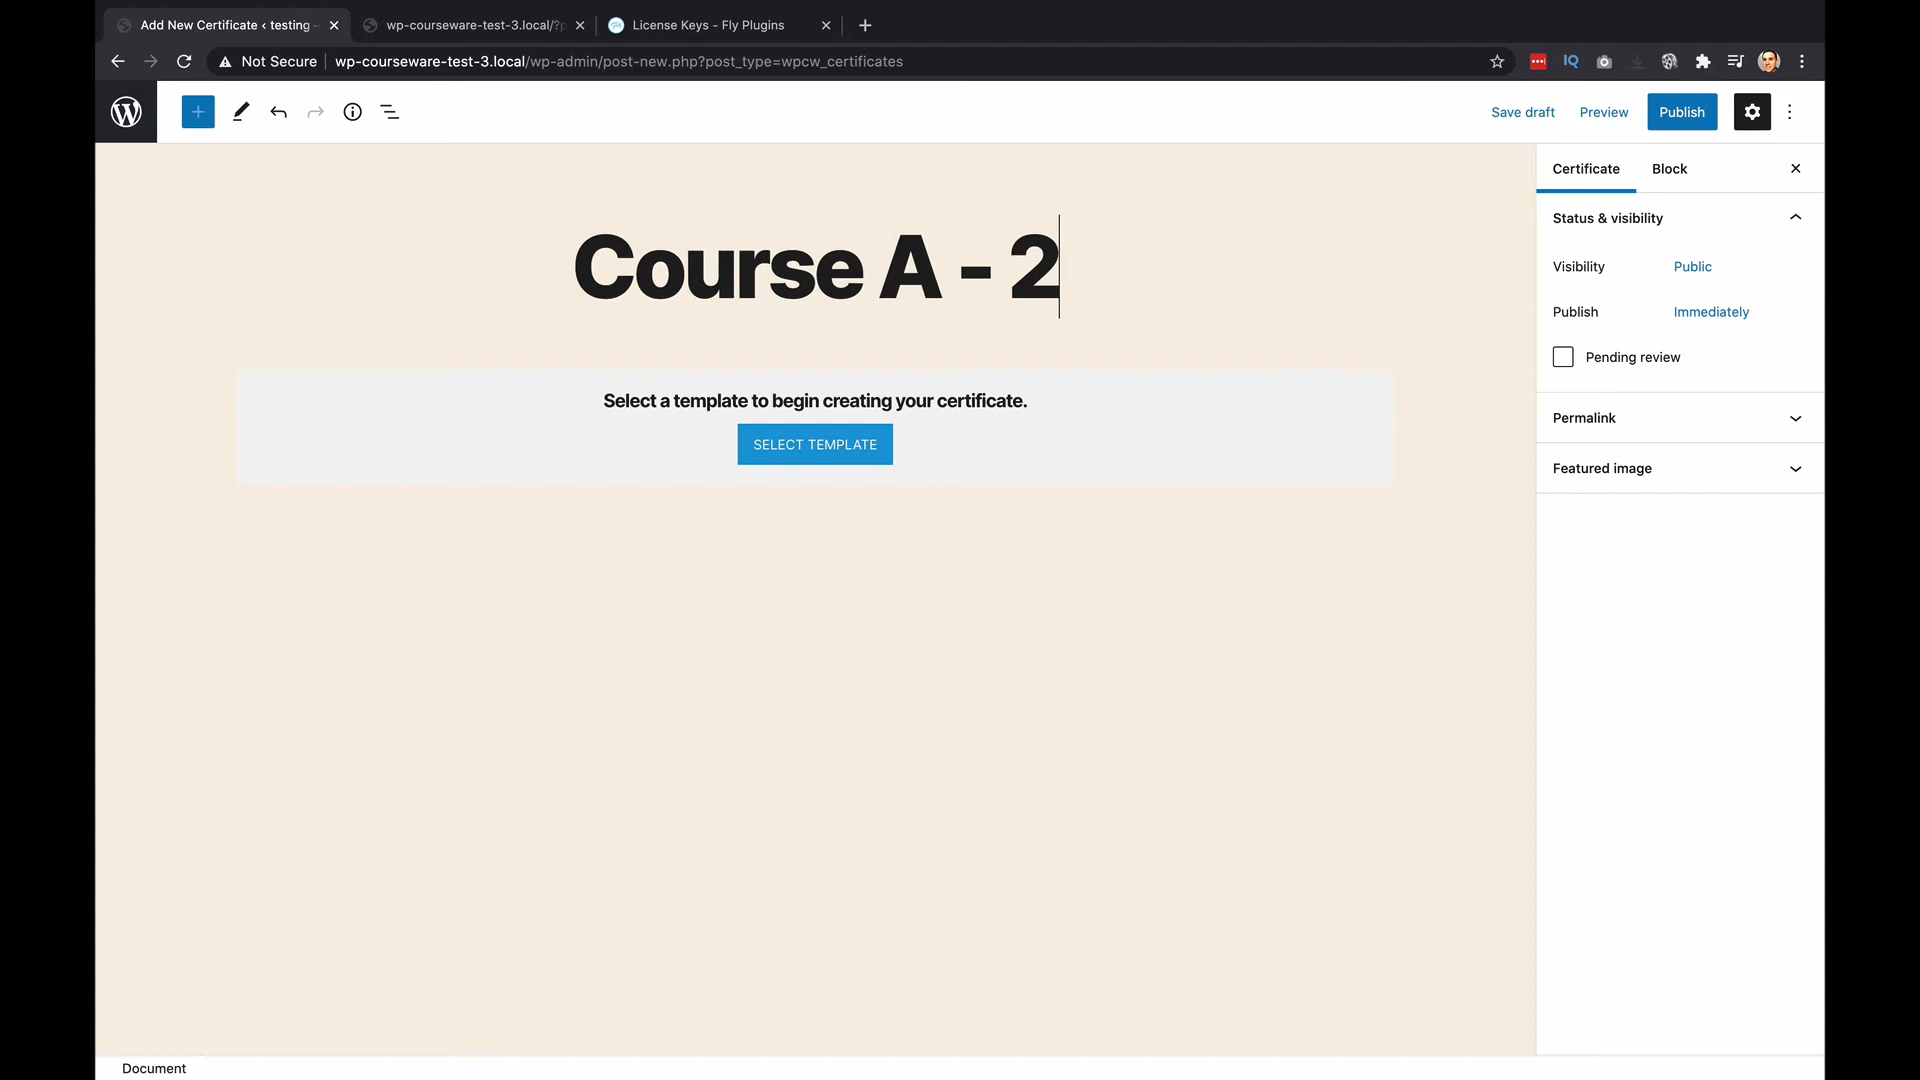 Add New Certificate ‹ testing
wp-courseware-test-3.local/?p
License Keys - Fly Plugins
Not Secure
wp-courseware-test-3.local/wp-admin/post-new.php?post_type=wpcw_certificates
IQ
Save draft
Preview
Publish
Certificate
Block
Course A - 2
Status & visibility
Visibility
Public
Publish
Immediately
Pending review
Select a template to begin creating your certificate.
SELECT TEMPLATE
Permalink
Featured image
Document